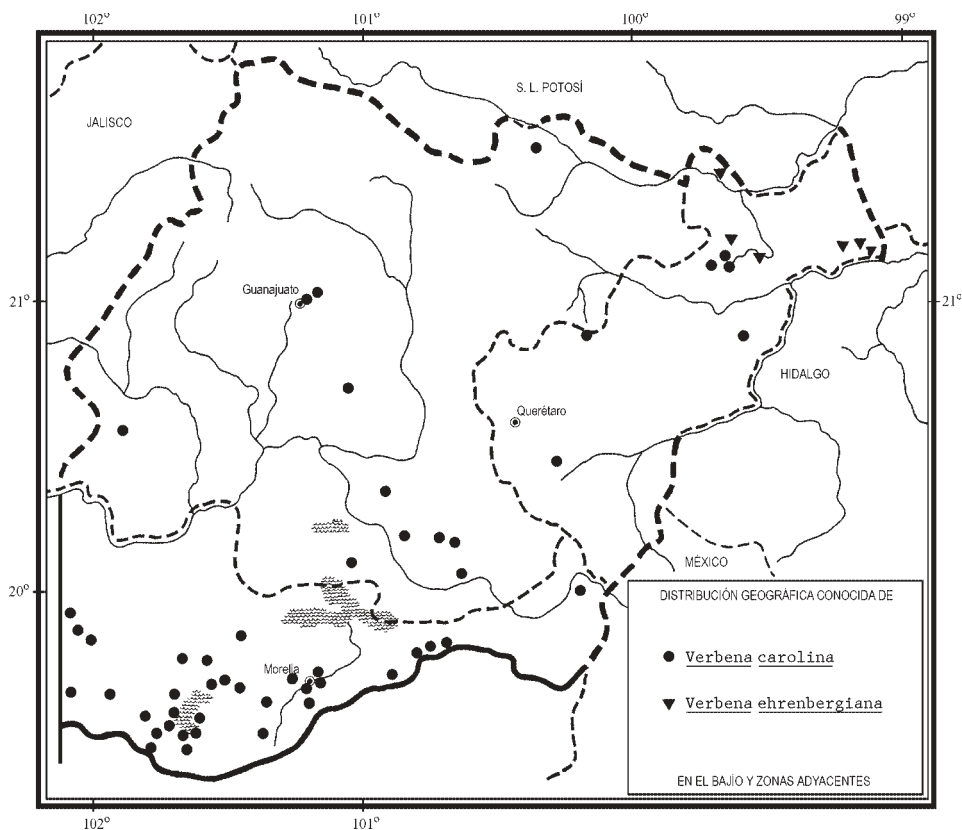 102°
101°
100°
99°
S. L. POTOSÍ
JALISCO
Guanajuato
21°
21°
HIDALGO
Querétaro
MÉXICO
20°
DISTRIBUCIÓN GEOGRÁFICA CONOCIDA DE
Verbena carolina
Morelia
Verbena ehrenbergiana
EN EL BAJÍO Y ZONAS ADYACENTES
102°
101°